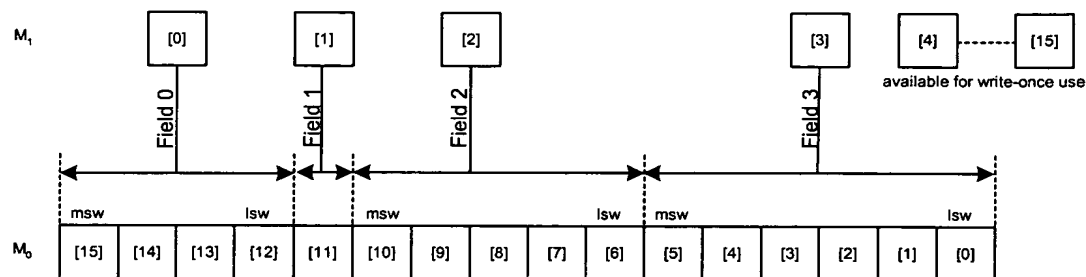 M1 [0] [1] [2] [3] [4] [15]
available for write-once use
Field 0 Field 1 Field 2 Field 3
msw lsw msw lsw msw lsw
M0 [15] [14] [13] [12] [11] [10} [9] [8] [7] [6] [5] [4] [3] [2] [1] [0]